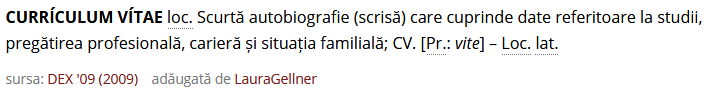 CURRÍCULUM VÍTAE loc. Scurtă autobiografie (scrisă) care cuprinde date referitoare la studii,
pregătirea profesională, carieră și situația familială; CV. [Pr.: vite] – Loc. lat.
sursa: DEX '09 (2009) adăugată de LauraGellner